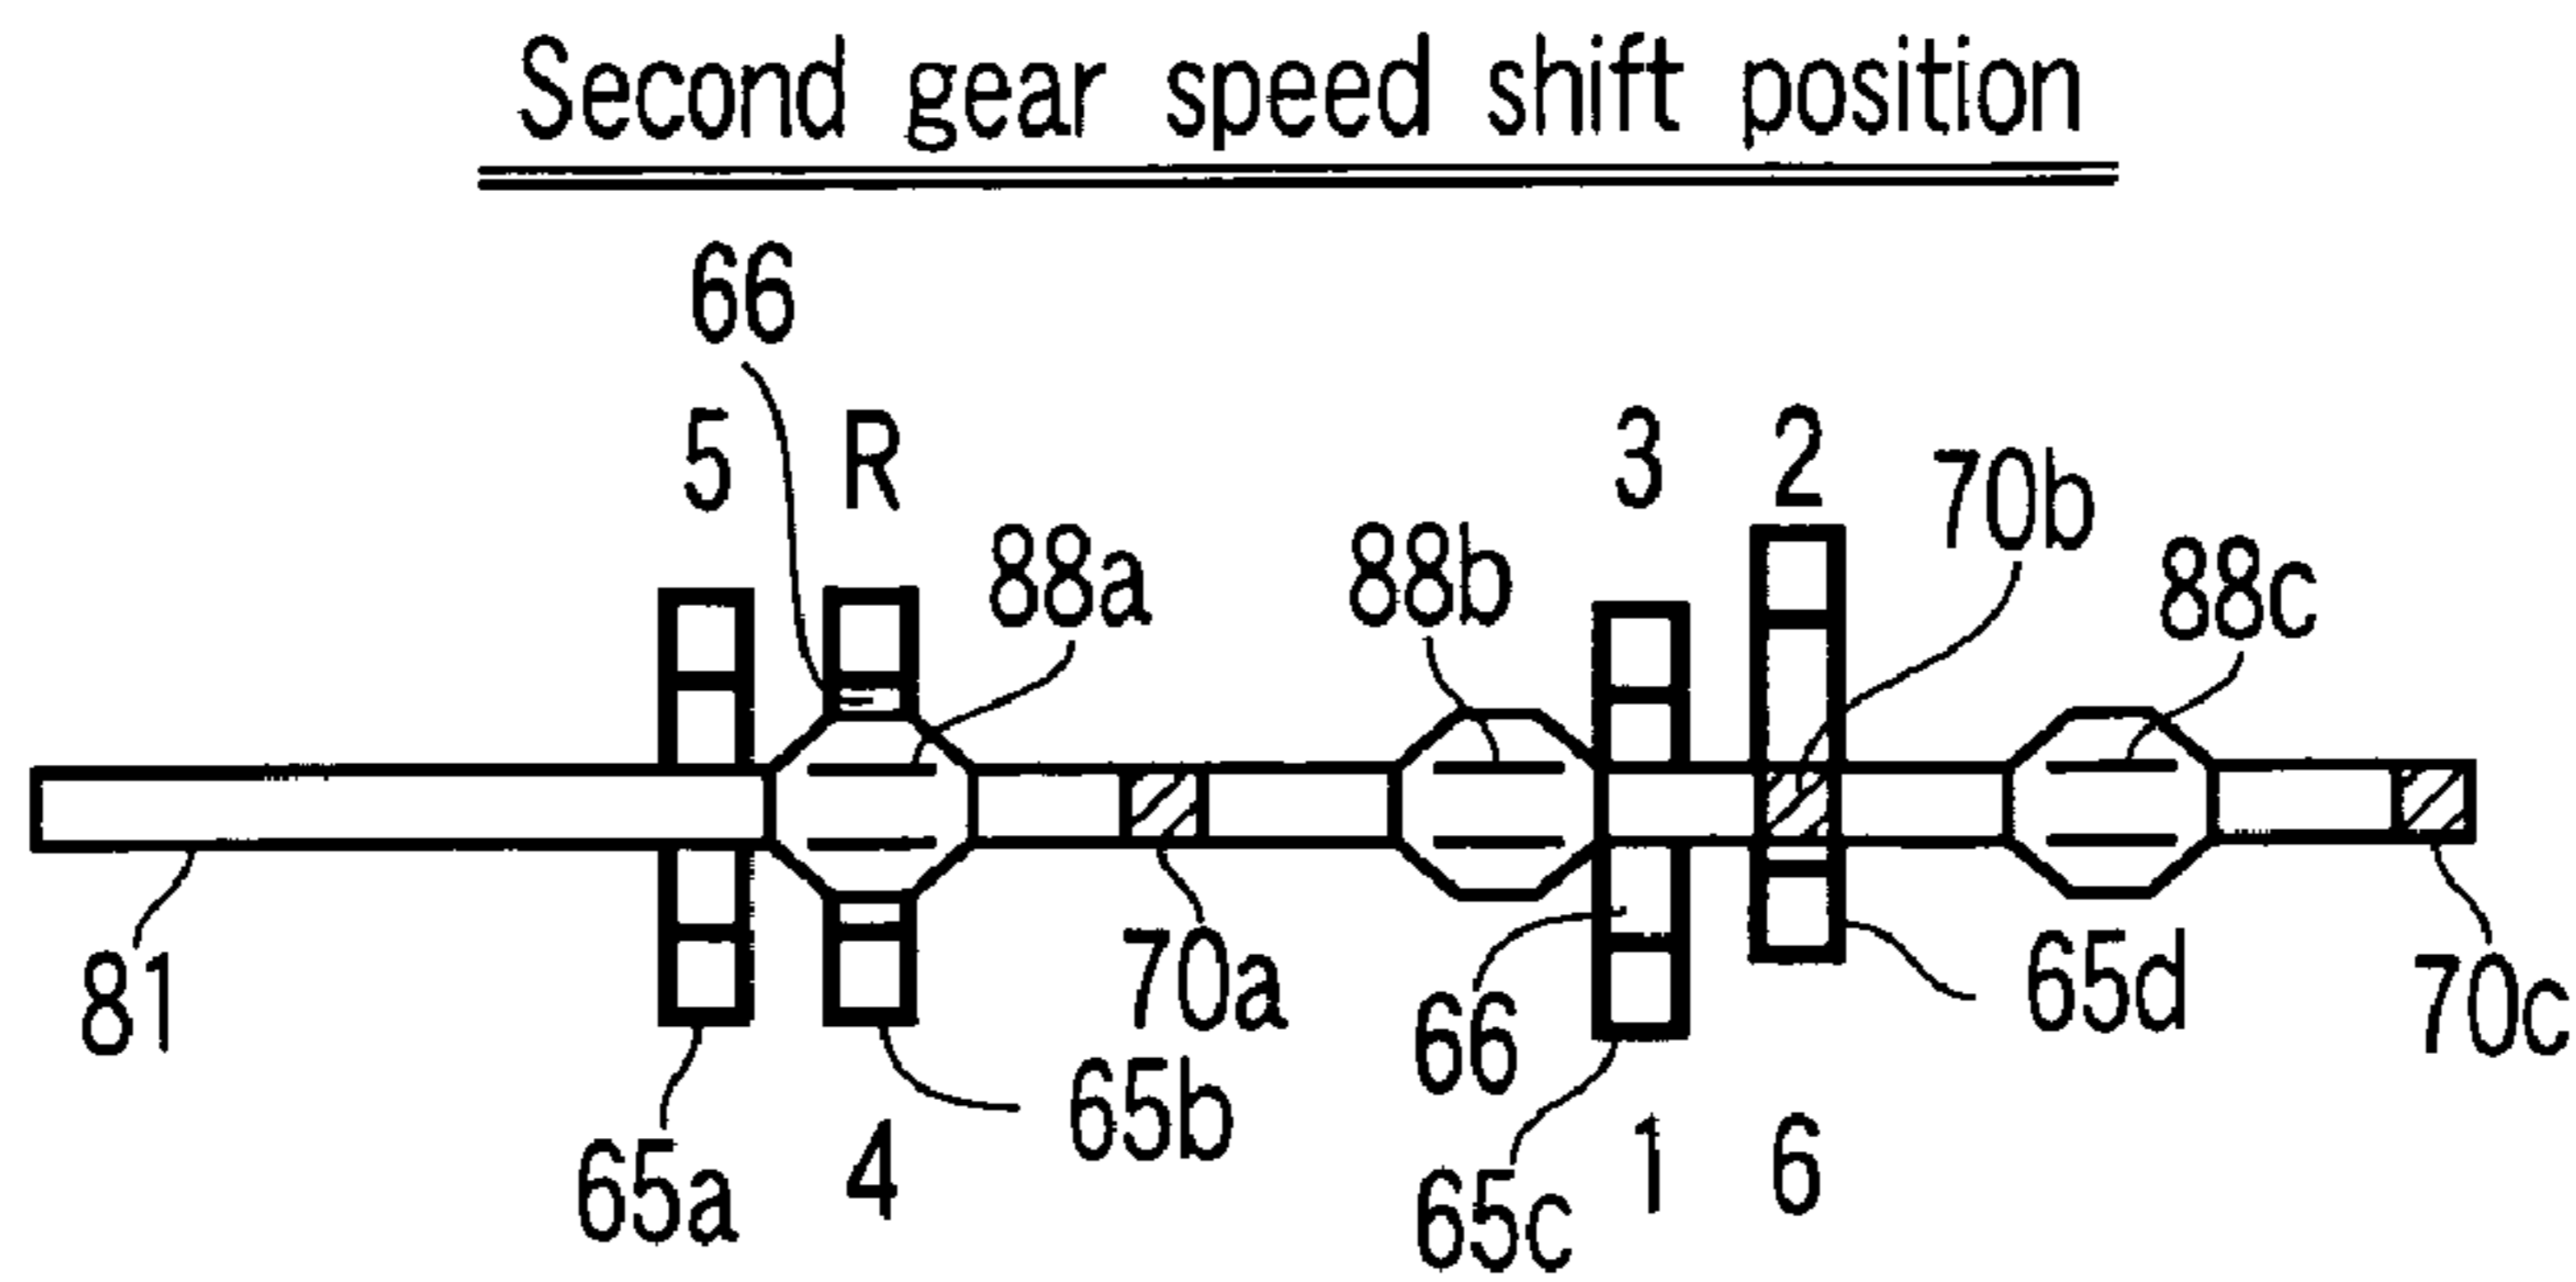 Second gear speed shift position
66
5 R 3 2 70b
88a 88b 88c
81 70a 66 65d 70c
65a 4 65b 65c 1 6